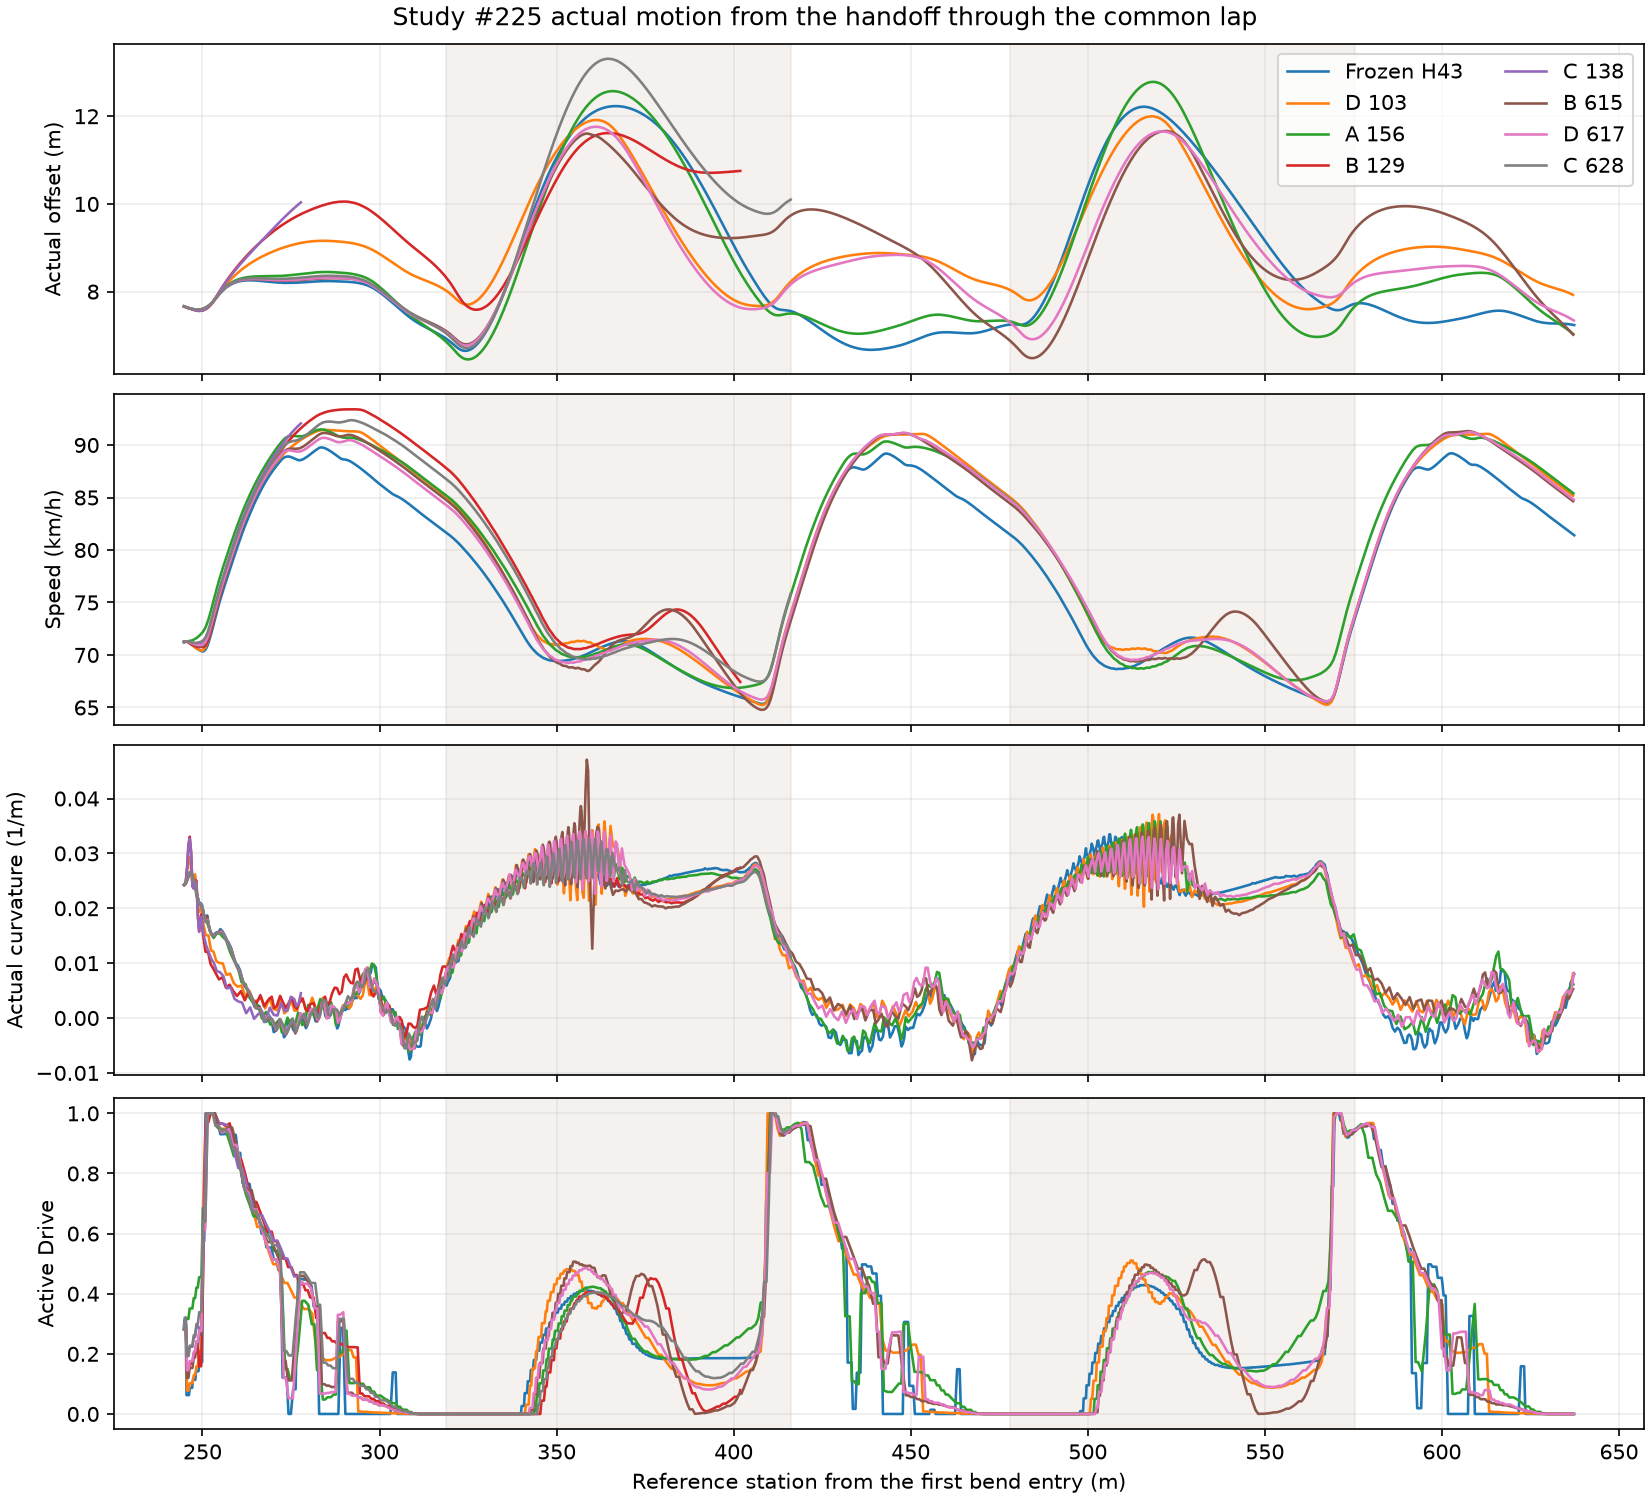 Study #225 actual motion from the handoff through the common lap
Actual offset (m)
12
10
8
Frozen H43
D 103
A 156
B 129
C 138
B 615
D 617
C 628
Speed (km/h)
90
85
80
75
70
65
Actual curvature (1/m)
0.04
0.03
0.02
0.01
0.00
−0.01
Active Drive
1.0
0.8
0.6
0.4
0.2
0.0
250 300 350 400 450 500 550 600 650
Reference station from the first bend entry (m)